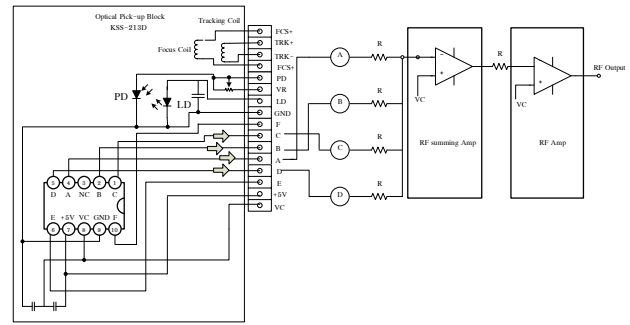 Optical Pick-up Block
KSS-213D
Tracking Coil
Focus Coil
PD
LD
FCS+
TRK+
TRK-
FCS+
PD
VR
LD
GND
F
C
B
A
D
E
+5V
VC
5 4 3 2 1
D A NC B C
E +5V VC GND F
6 7 8 9 10
A
B
C
D
R
R
R
R
-
+
VC
RF summing Amp
R
-
+
VC
RF Amp
RF Output